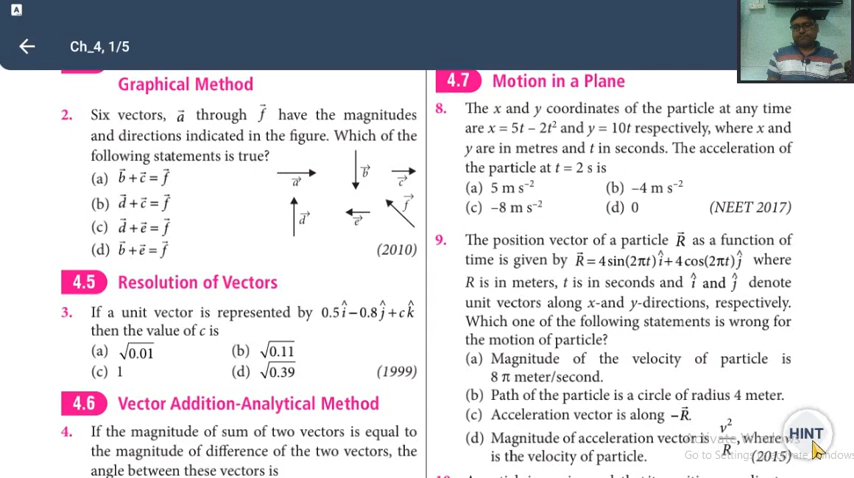 A
Ch_4, 1/5
Graphical Method
2. Six vectors, a⃗ through f⃗ have the magnitudes
and directions indicated in the figure. Which of the
following statements is true?
(a) b⃗ + c⃗ = f⃗
(b) d⃗ + c⃗ = f⃗
(c) d⃗ + e⃗ = f⃗
(d) b⃗ + e⃗ = f⃗ (2010)
a⃗ b⃗ c⃗
d⃗ e⃗ f⃗
4.5 Resolution of Vectors
3. If a unit vector is represented by 0.5î − 0.8ĵ + ck̂
then the value of c is
(a) √0.01 (b) √0.11
(c) 1 (d) √0.39 (1999)
4.6 Vector Addition-Analytical Method
4. If the magnitude of sum of two vectors is equal to
the magnitude of difference of the two vectors, the
angle between these vectors is
4.7 Motion in a Plane
8. The x and y coordinates of the particle at any time
are x = 5t – 2t² and y = 10t respectively, where x and
y are in metres and t in seconds. The acceleration of
the particle at t = 2 s is
(a) 5 m s⁻² (b) –4 m s⁻²
(c) –8 m s⁻² (d) 0 (NEET 2017)
9. The position vector of a particle R⃗ as a function of
time is given by R⃗ = 4sin(2πt)î + 4cos(2πt)ĵ where
R is in meters, t is in seconds and î and ĵ denote
unit vectors along x-and y-directions, respectively.
Which one of the following statements is wrong for
the motion of particle?
(a) Magnitude of the velocity of particle is
8 π meter/second.
(b) Path of the particle is a circle of radius 4 meter.
(c) Acceleration vector is along −R⃗.
(d) Magnitude of acceleration vector is v²/R, where v
is the velocity of particle. (2015)
HINT
Activate Windows
Go to Settings to activate Windows